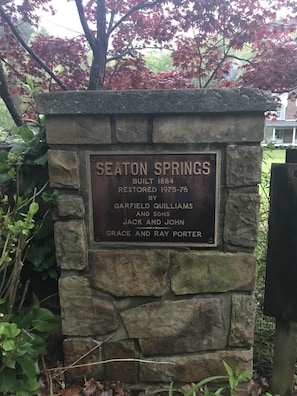 SEATON SPRINGS
BUILT 1884
RESTORED 1975-76
BY
GARFIELD QUILLIAMS
AND SONS
JACK AND JOHN
GRACE AND RAY PORTER